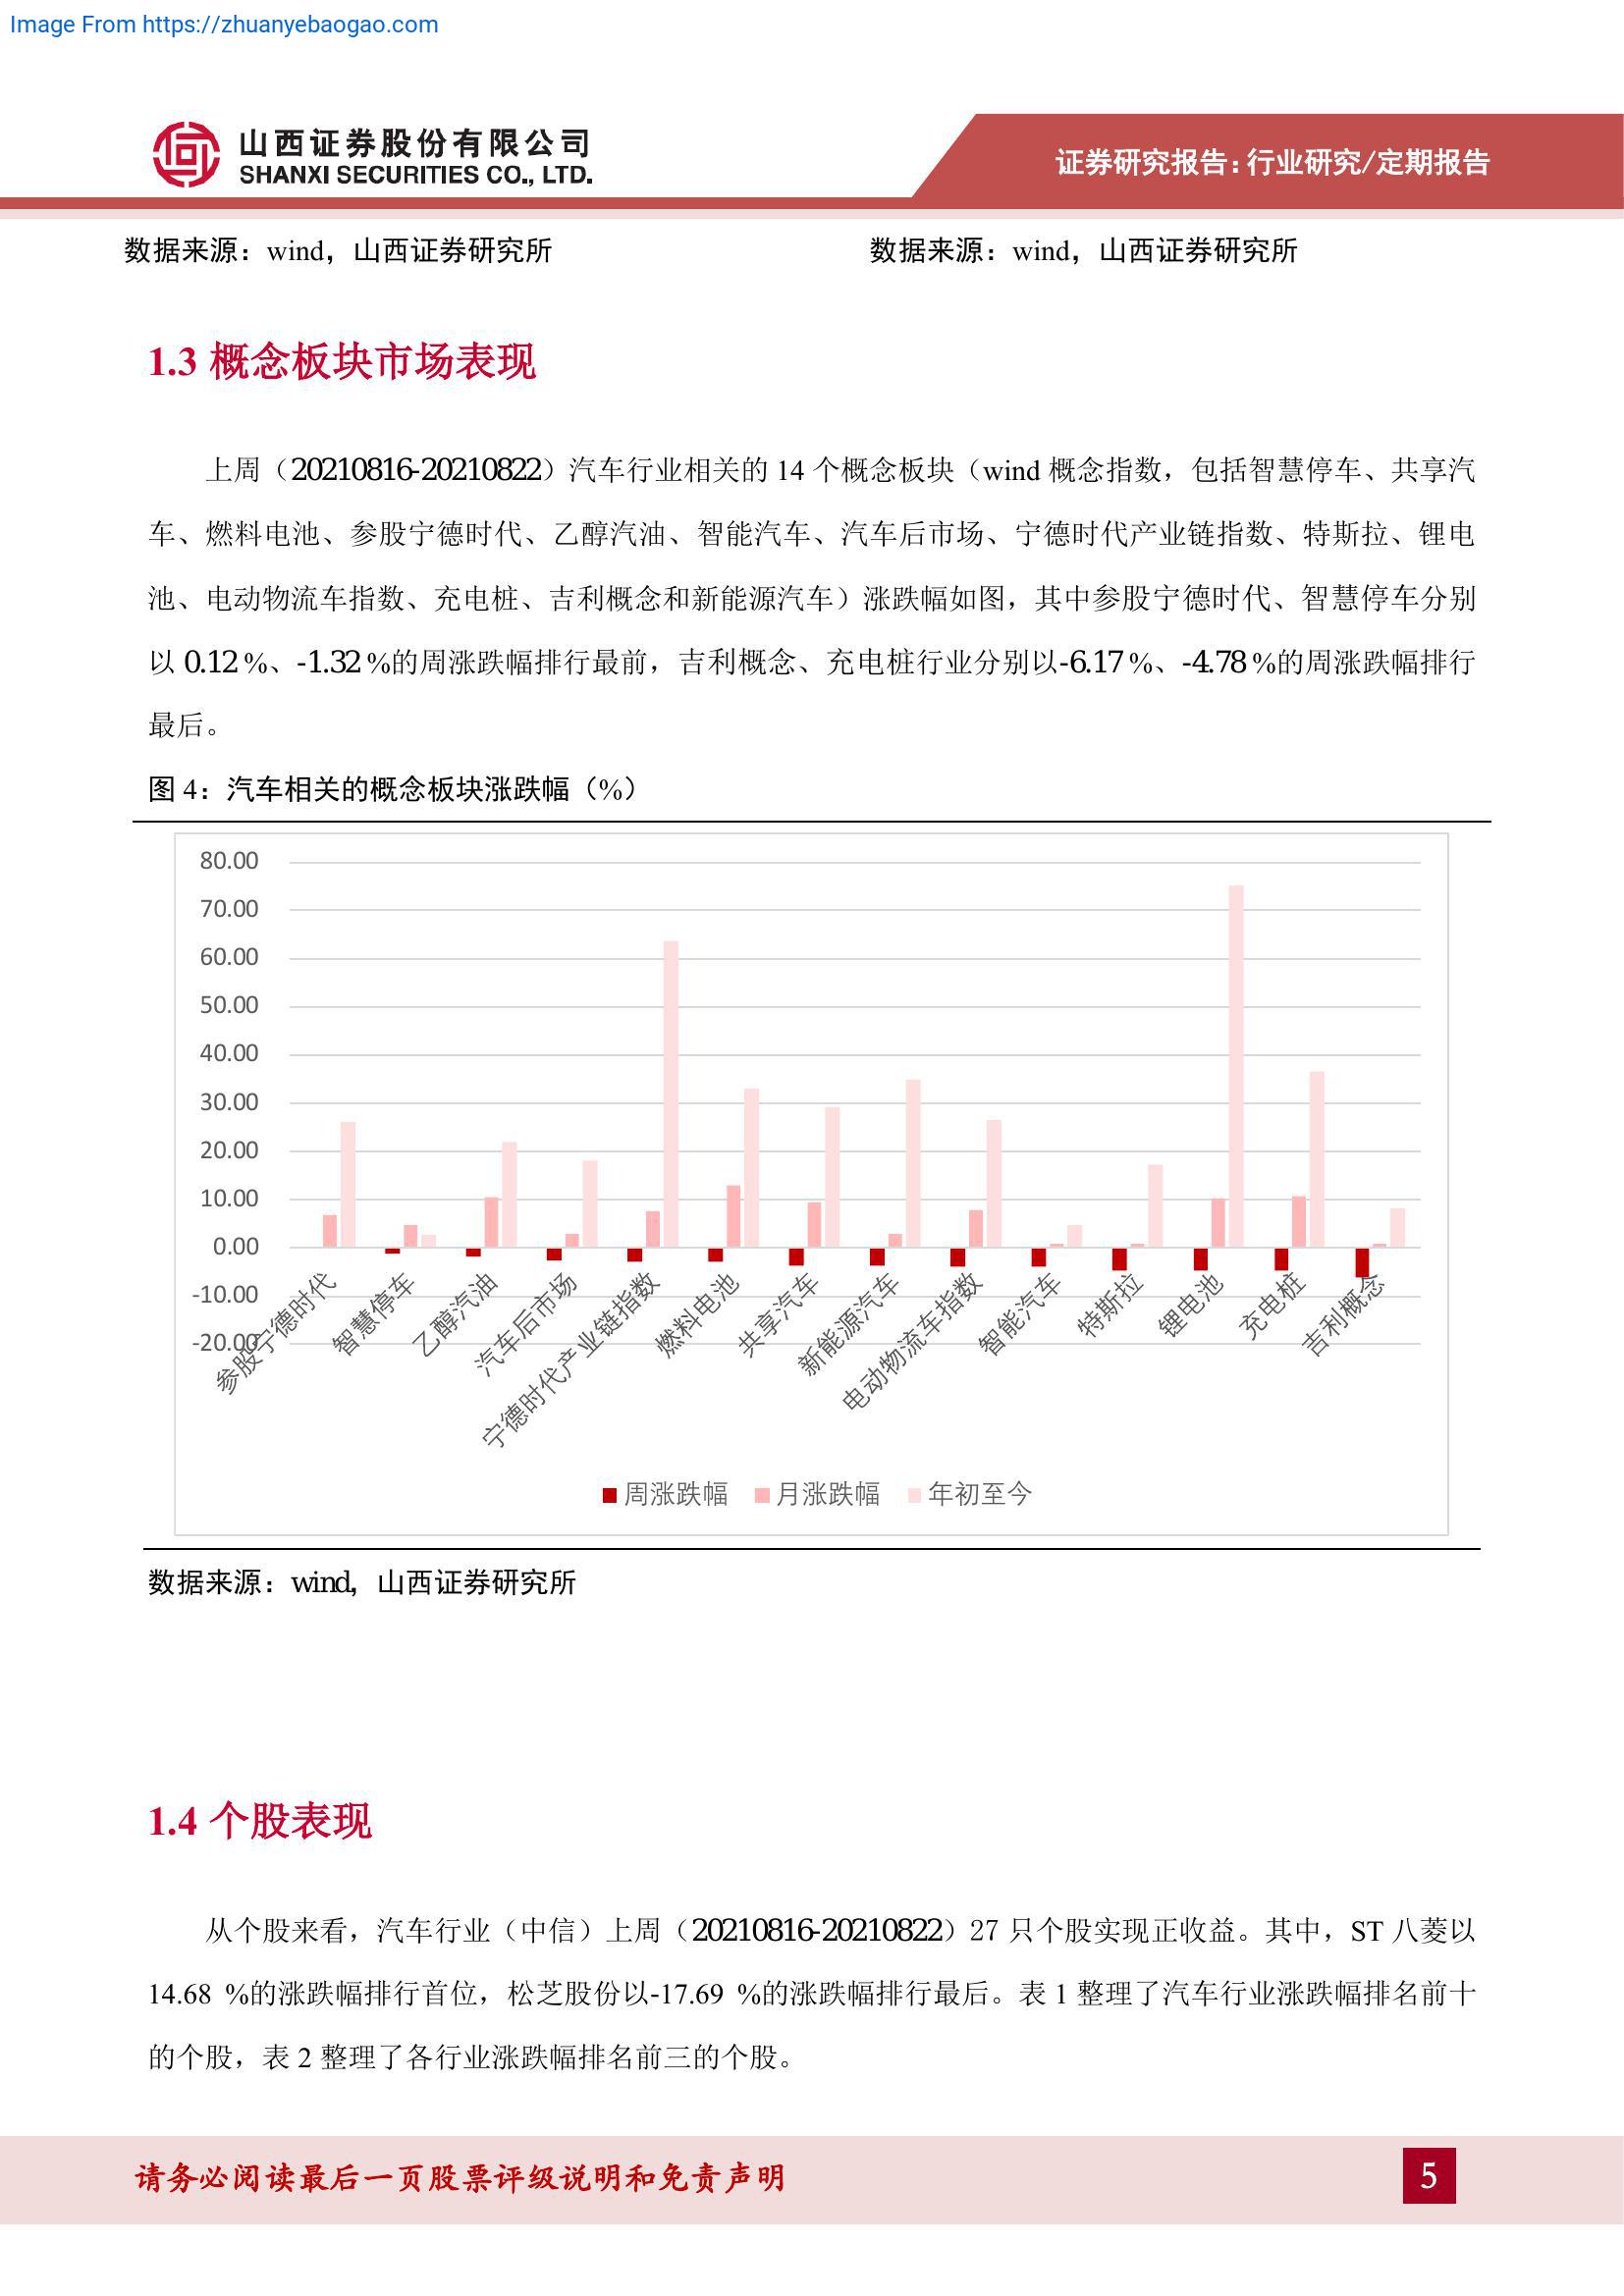 Image From https://zhuanyebaogao.com
山西证券股份有限公司
SHANXI SECURITIES CO., LTD.
证券研究报告：行业研究/定期报告
数据来源：wind，山西证券研究所
数据来源：wind，山西证券研究所
1.3 概念板块市场表现
上周（20210816-20210822）汽车行业相关的 14 个概念板块（wind 概念指数，包括智慧停车、共享汽
车、燃料电池、参股宁德时代、乙醇汽油、智能汽车、汽车后市场、宁德时代产业链指数、特斯拉、锂电
池、电动物流车指数、充电桩、吉利概念和新能源汽车）涨跌幅如图，其中参股宁德时代、智慧停车分别
以 0.12 %、-1.32 %的周涨跌幅排行最前，吉利概念、充电桩行业分别以-6.17 %、-4.78 %的周涨跌幅排行
最后。
图 4：汽车相关的概念板块涨跌幅（%）
80.00
70.00
60.00
50.00
40.00
30.00
20.00
10.00
0.00
-10.00
-20.00
参股宁德时代
智慧停车
乙醇汽油
汽车后市场
宁德时代产业链指数
燃料电池
共享汽车
新能源汽车
电动物流车指数
智能汽车
特斯拉
锂电池
充电桩
吉利概念
周涨跌幅 月涨跌幅 年初至今
数据来源：wind，山西证券研究所
1.4 个股表现
从个股来看，汽车行业（中信）上周（20210816-20210822）27 只个股实现正收益。其中，ST 八菱以
14.68 %的涨跌幅排行首位，松芝股份以-17.69 %的涨跌幅排行最后。表 1 整理了汽车行业涨跌幅排名前十
的个股，表 2 整理了各行业涨跌幅排名前三的个股。
请务必阅读最后一页股票评级说明和免责声明
5